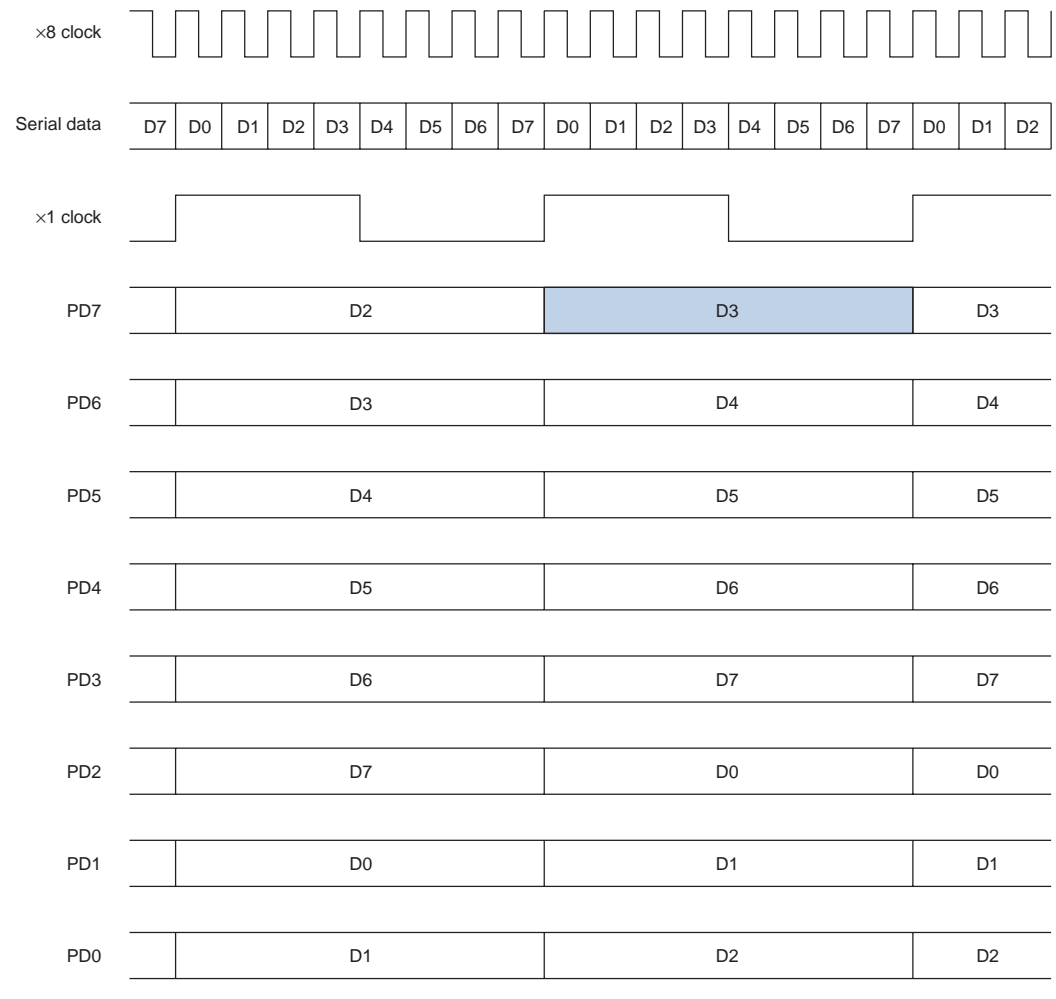 ×8 clock
Serial data D7 D0 D1 D2 D3 D4 D5 D6 D7 D0 D1 D2 D3 D4 D5 D6 D7 D0 D1 D2
×1 clock
PD7 D2 D3 D3
PD6 D3 D4 D4
PD5 D4 D5 D5
PD4 D5 D6 D6
PD3 D6 D7 D7
PD2 D7 D0 D0
PD1 D0 D1 D1
PD0 D1 D2 D2